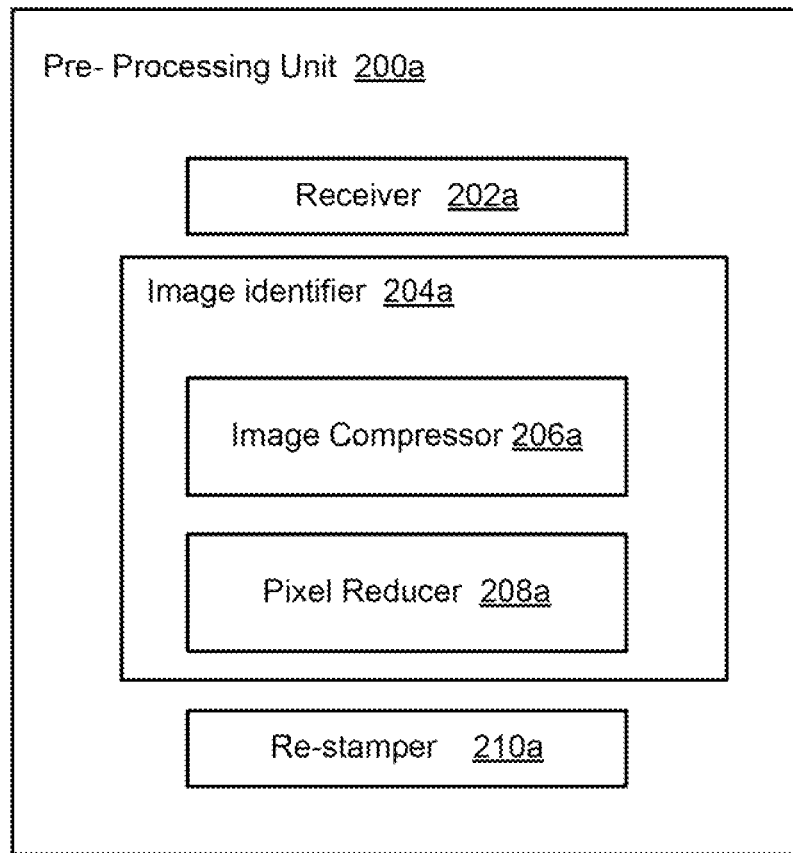 Pre- Processing Unit 200a
Receiver 202a
Image identifier 204a
Image Compressor 206a
Pixel Reducer 208a
Re-stamper 210a